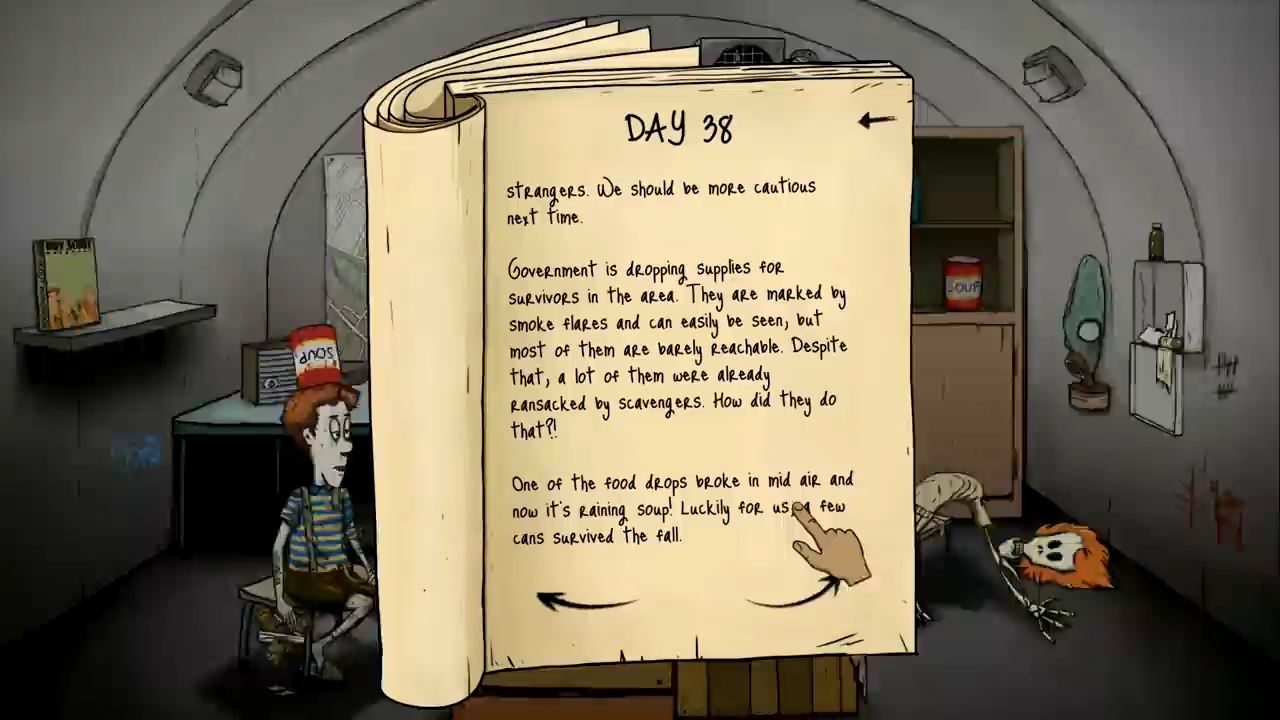 DAY 38
strangers. We should be more cautious
next time.
Government is dropping supplies for
survivors in the area. They are marked by
smoke flares and can easily be seen, but
most of them are barely reachable. Despite
that, a lot of them were already
ransacked by scavengers. How did they do
that?!
One of the food drops broke in mid air and
now it's raining soup! Luckily for us, a few
cans survived the fall.
SOUP
SOUP